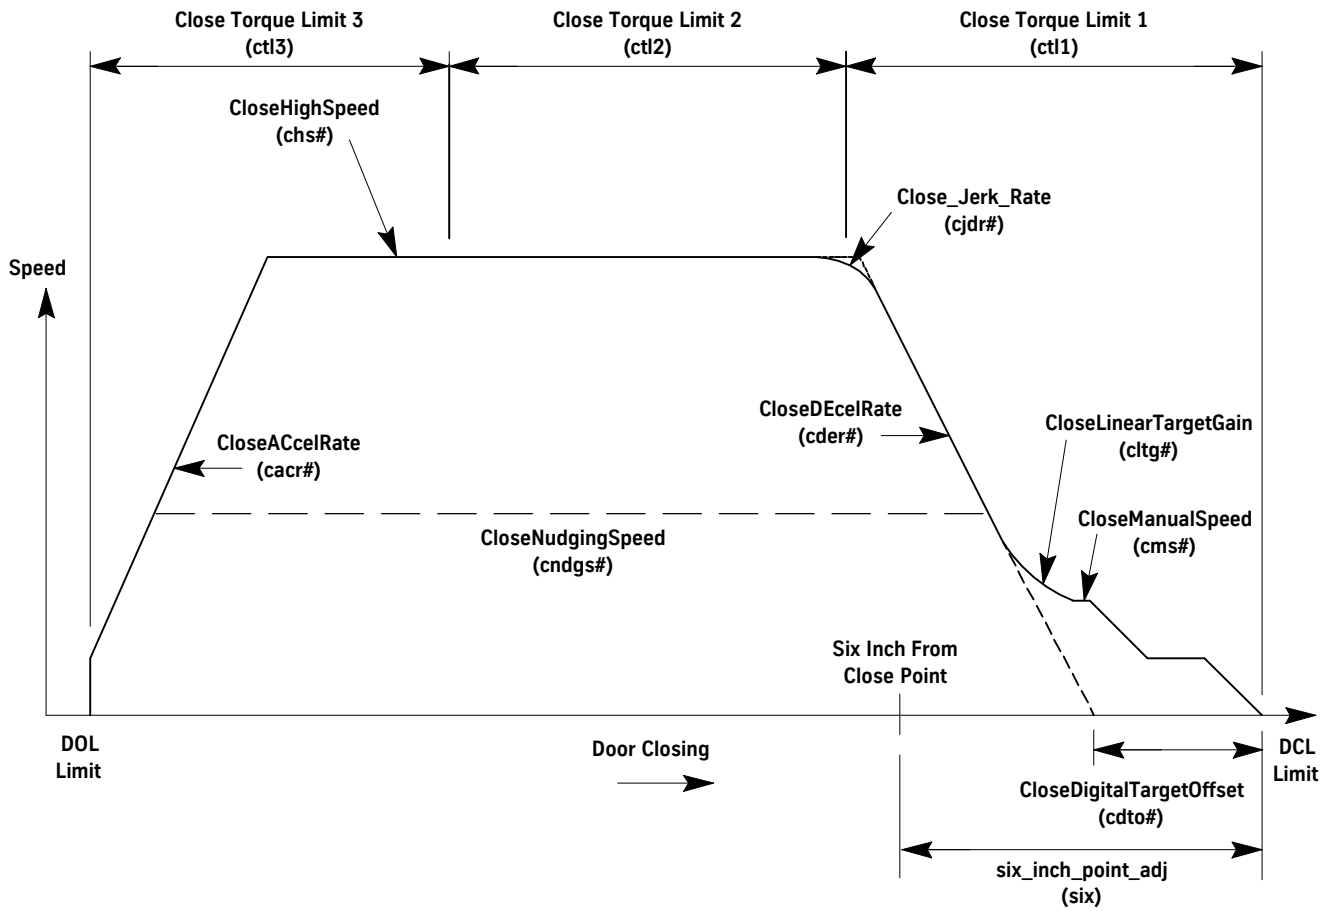 Close Torque Limit 3
(ctl3)
Close Torque Limit 2
(ctl2)
Close Torque Limit 1
(ctl1)
CloseHighSpeed
(chs#)
Close_Jerk_Rate
(cjdr#)
Speed
CloseACcelRate
(cacr#)
CloseDEcelRate
(cder#)
CloseLinearTargetGain
(cltg#)
CloseNudgingSpeed
(cndgs#)
CloseManualSpeed
(cms#)
Six Inch From
Close Point
DOL
Limit
Door Closing
DCL
Limit
CloseDigitalTargetOffset
(cdto#)
six_inch_point_adj
(six)